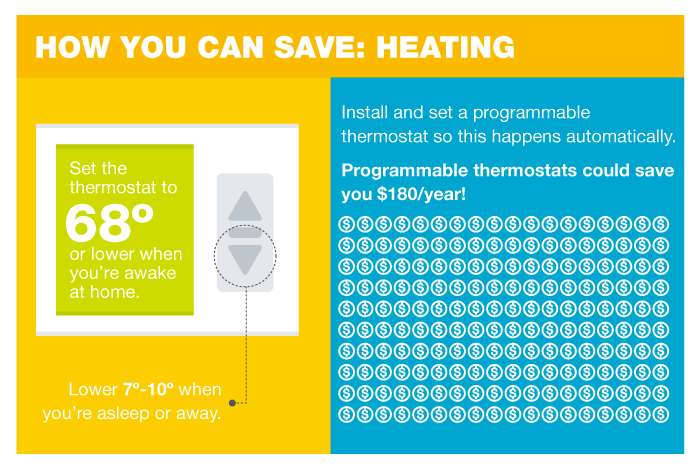 HOW YOU CAN SAVE: HEATING
Set the
thermostat to
68º
or lower when
you're awake
at home.
Lower 7º-10º when
you're asleep or away.
Install and set a programmable
thermostat so this happens automatically.
Programmable thermostats could save
you $180/year!